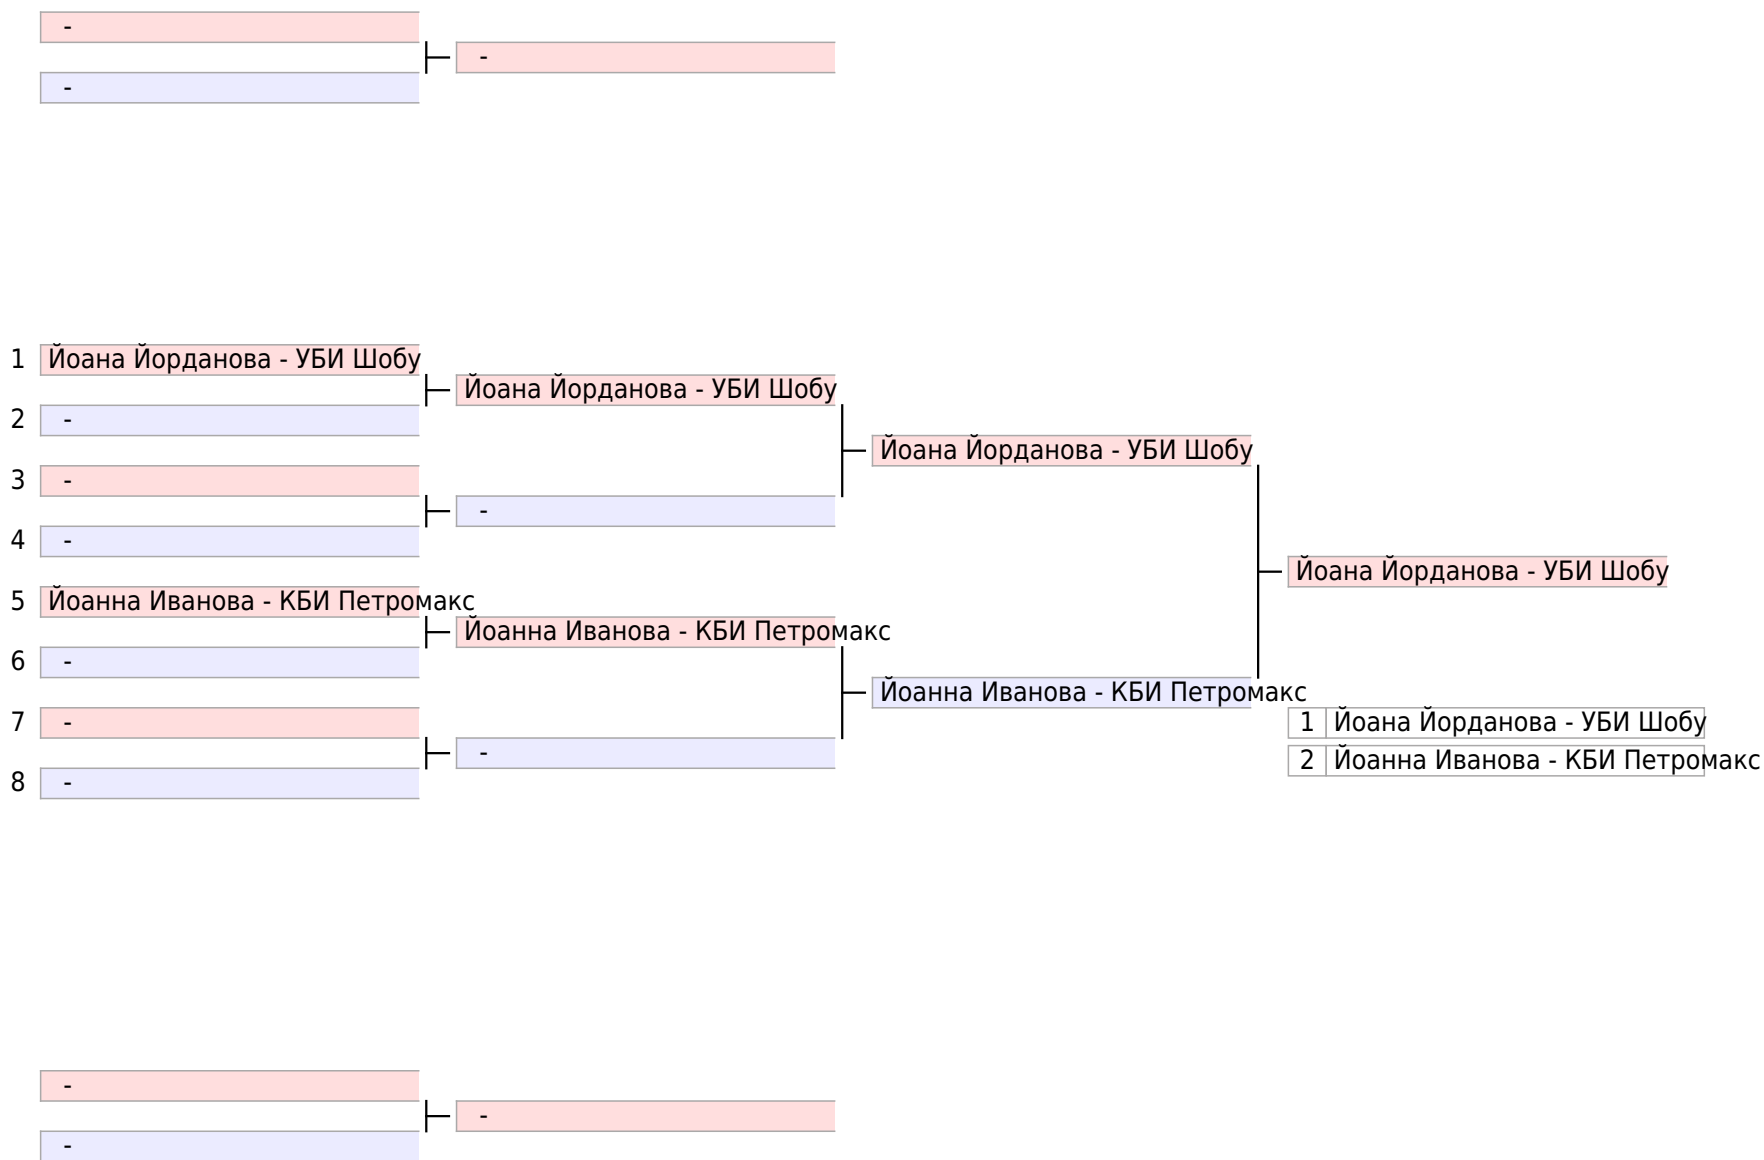 -
-
-
1 Йоана Йорданова - УБИ Шобу
Йоана Йорданова - УБИ Шобу
2 -
Йоана Йорданова - УБИ Шобу
3 -
-
4 -
Йоана Йорданова - УБИ Шобу
5 Йоанна Иванова - КБИ Петромакс
Йоанна Иванова - КБИ Петромакс
6 -
Йоанна Иванова - КБИ Петромакс
7 -
1 Йоана Йорданова - УБИ Шобу
-
2 Йоанна Иванова - КБИ Петромакс
8 -
-
-
-